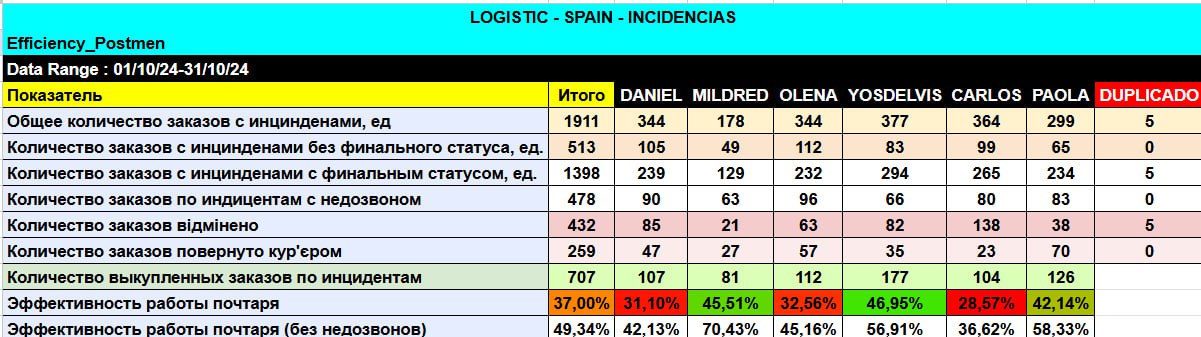 LOGISTIC - SPAIN - INCIDENCIAS
Efficiency_Postmen
Data Range : 01/10/24-31/10/24
Показатель Итого DANIEL MILDRED OLENA YOSDELVIS CARLOS PAOLA DUPLICADO
Общее количество заказов с инцинденами, ед 1911 344 178 344 377 364 299 5
Количество заказов с инцинденами без финального статуса, ед. 513 105 49 112 83 99 65 0
Количество заказов с инцинденами с финальным статусом, ед. 1398 239 129 232 294 265 234 5
Количество заказов по индицентам с недозвоном 478 90 63 96 66 80 83 0
Количество заказов відмінено 432 85 21 63 82 138 38 5
Количество заказов повернуто кур'єром 259 47 27 57 35 23 70 0
Количество выкупленных заказов по инцидентам 707 107 81 112 177 104 126
Эффективность работы почтаря 37,00% 31,10% 45,51% 32,56% 46,95% 28,57% 42,14%
Эффективность работы почтаря (без недозвонов) 49,34% 42,13% 70,43% 45,16% 56,91% 36,62% 58,33%